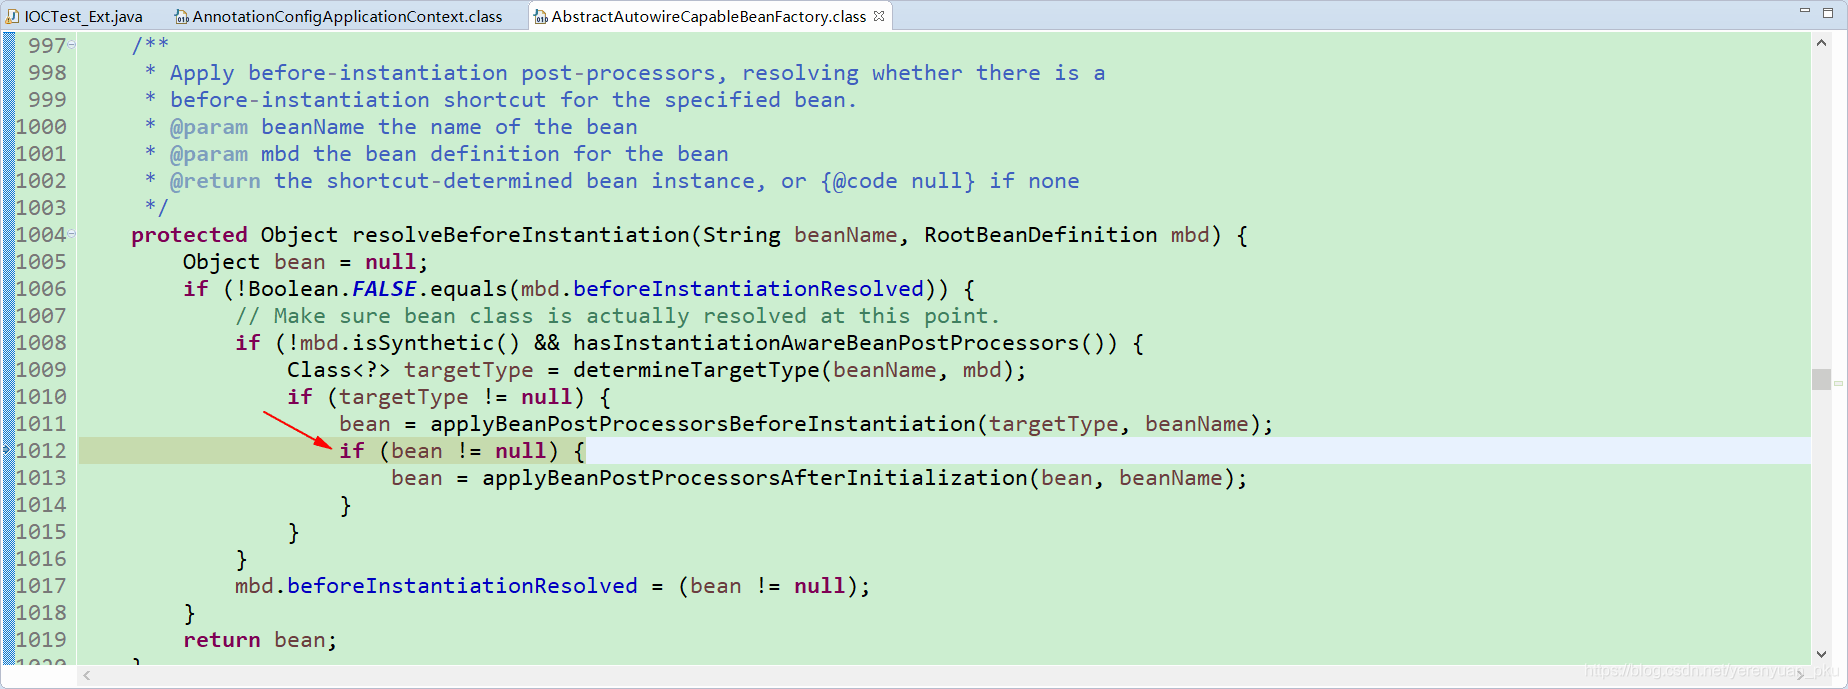 IOCTest_Ext.java AnnotationConfigApplicationContext.class AbstractAutowireCapableBeanFactory.class
997 /**
998 * Apply before-instantiation post-processors, resolving whether there is a
999 * before-instantiation shortcut for the specified bean.
1000 * @param beanName the name of the bean
1001 * @param mbd the bean definition for the bean
1002 * @return the shortcut-determined bean instance, or {@code null} if none
1003 */
1004 protected Object resolveBeforeInstantiation(String beanName, RootBeanDefinition mbd) {
1005 Object bean = null;
1006 if (!Boolean.FALSE.equals(mbd.beforeInstantiationResolved)) {
1007 // Make sure bean class is actually resolved at this point.
1008 if (!mbd.isSynthetic() && hasInstantiationAwareBeanPostProcessors()) {
1009 Class<?> targetType = determineTargetType(beanName, mbd);
1010 if (targetType != null) {
1011 bean = applyBeanPostProcessorsBeforeInstantiation(targetType, beanName);
1012 if (bean != null) {
1013 bean = applyBeanPostProcessorsAfterInitialization(bean, beanName);
1014 }
1015 }
1016 }
1017 mbd.beforeInstantiationResolved = (bean != null);
1018 }
1019 return bean;
1020 }
https://blog.csdn.net/yerenyuan_pku